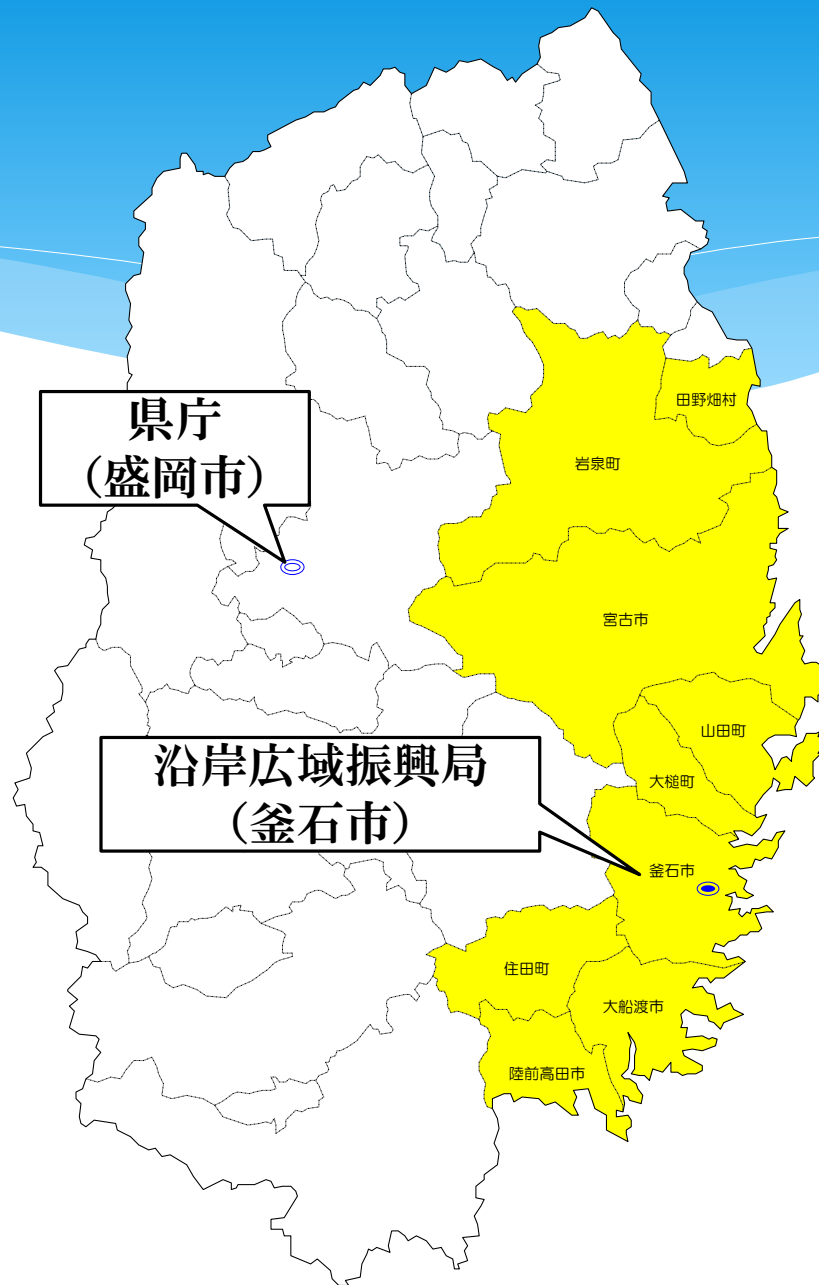 県庁
（盛岡市）
田野畑村
岩泉町
宮古市
山田町
大槌町
沿岸広域振興局
（釜石市）
釜石市
住田町
大船渡市
陸前高田市